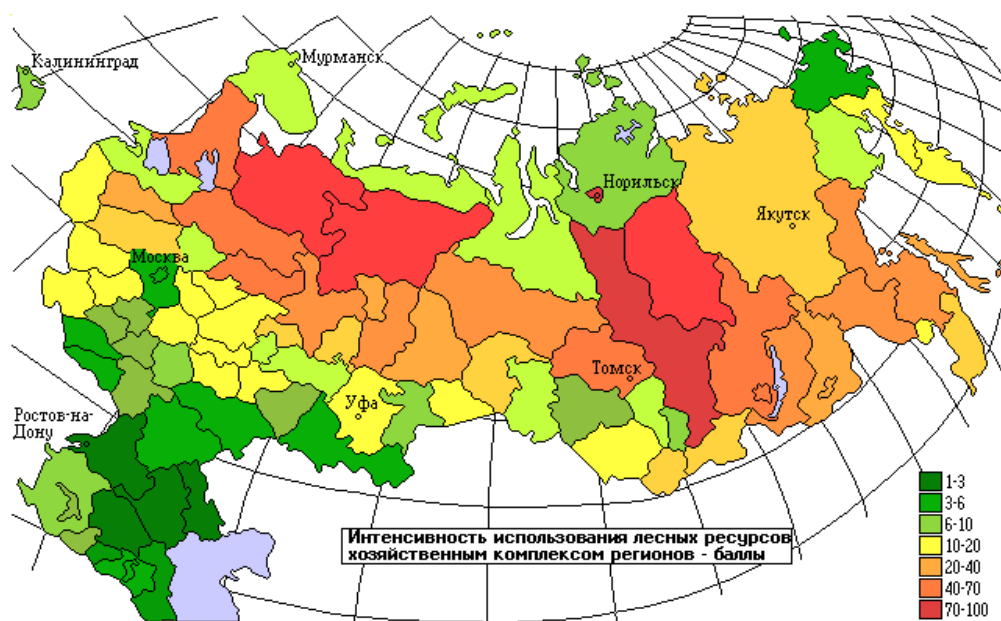 Мурманск
Калининград
Норильск
Якутск
Москва
Томск
Уфа
Ростов-на-
Дону
1-3
3-6
6-10
10-20
20-40
40-70
70-100
Интенсивность использования лесных ресурсов
хозяйственным комплексом регионов - баллы